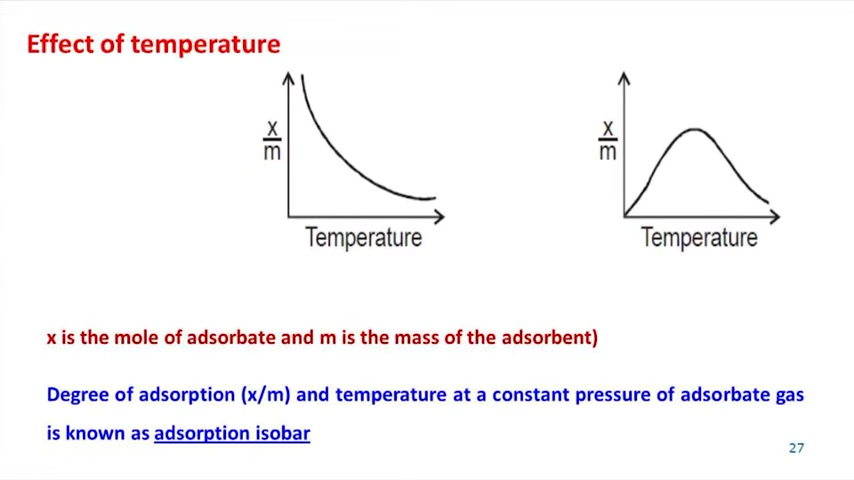 Effect of temperature
x
m
Temperature
x
m
Temperature
x is the mole of adsorbate and m is the mass of the adsorbent)
Degree of adsorption (x/m) and temperature at a constant pressure of adsorbate gas
is known as adsorption isobar
27